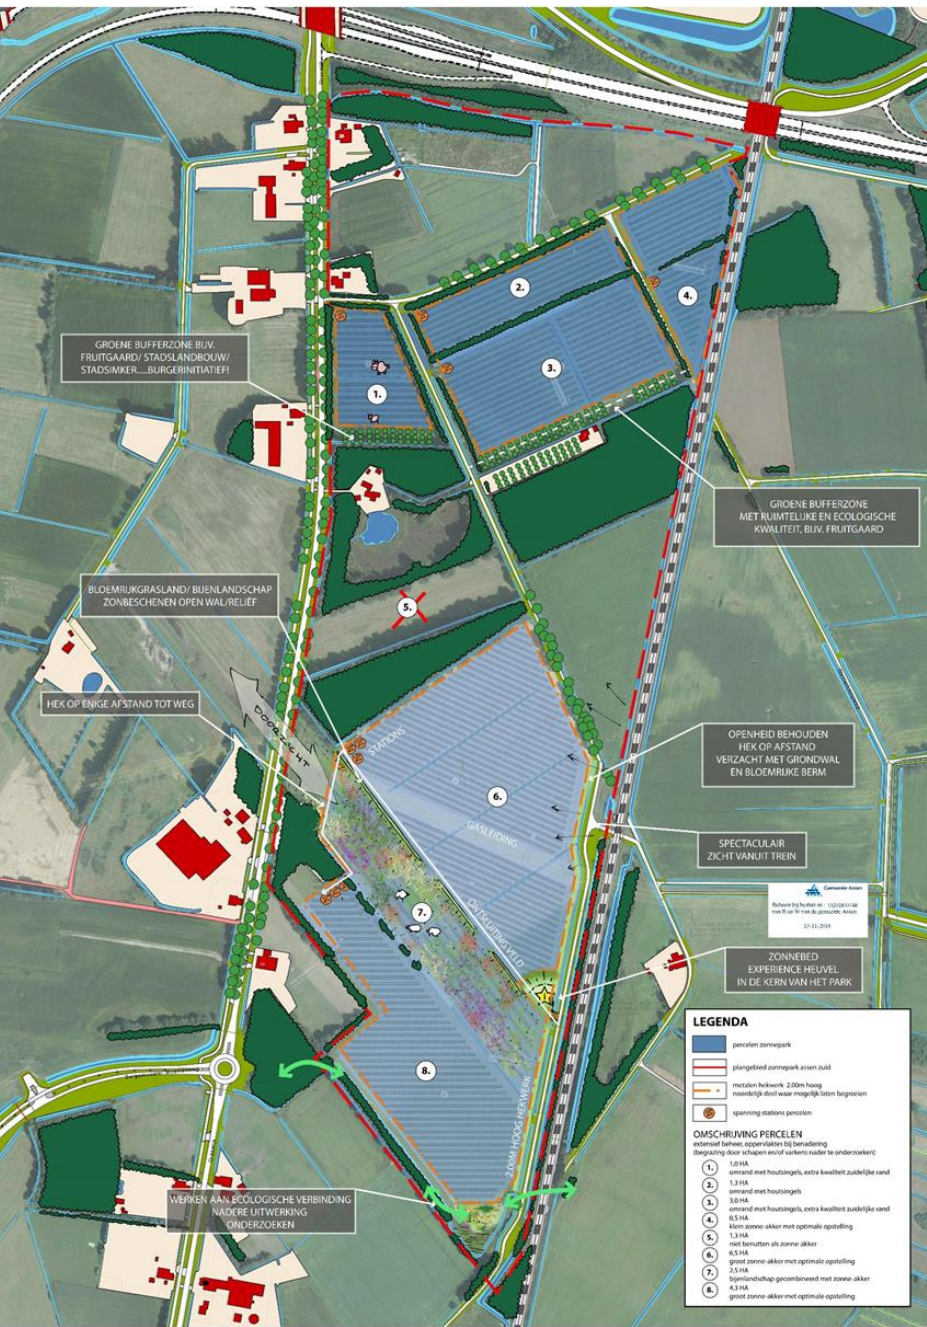 2.
4.
GROENE BUFFERZONE BIJV.
FRUITGAARD/ STADSLANDBOUW/
STADSIMKER.....BURGERINITIATIEF!
1.
3.
GROENE BUFFERZONE
MET RUIMTELIJKE EN ECOLOGISCHE
KWALITEIT, BIJV. FRUITGAARD
BLOEMRIJKGRASLAND/ BIJENLANDSCHAP
ZONBESCHENEN OPEN WAL/RELIËF
5.
HEK OP ENIGE AFSTAND TOT WEG
DOORZICHT
STATIONS
OPENHEID BEHOUDEN
HEK OP AFSTAND
VERZACHT MET GRONDWAL
EN BLOEMRIJKE BERM
6.
GASLEIDING
SPECTACULAIR
ZICHT VANUIT TREIN
7.
ONTSLUITING VELD
Gemeente Assen
van B en W van de gemeente Assen
ZONNEBED
EXPERIENCE HEUVEL
IN DE KERN VAN HET PARK
8.
2.00M HOOG HEKWERK
WERKEN AAN ECOLOGISCHE VERBINDING
NADERE UITWERKING
ONDERZOEKEN
LEGENDA
percelen zonnepark
plangebied zonnepark assen zuid
metalen hekwerk 2.00m hoog
noordelijk deel waar mogelijk laten begroeien
spanning stations percelen
OMSCHRIJVING PERCELEN
extensief beheer, oppervlaktes bij benadering
(begrazing door schapen en/of varkens nader te onderzoeken)
1. 1,0 HA
omrand met houtsingels, extra kwaliteit zuidelijke rand
2. 1,3 HA
omrand met houtsingels
3. 3,0 HA
omrand met houtsingels, extra kwaliteit zuidelijke rand
4. 0,5 HA
klein zonne-akker met optimale opstelling
5. 1,3 HA
niet benutten als zonne akker
6. 6,5 HA
groot zonne-akker met optimale opstelling
7. 2,5 HA
bijenlandschap gecombineerd met zonne-akker
8. 4,3 HA
groot zonne-akker met optimale opstelling